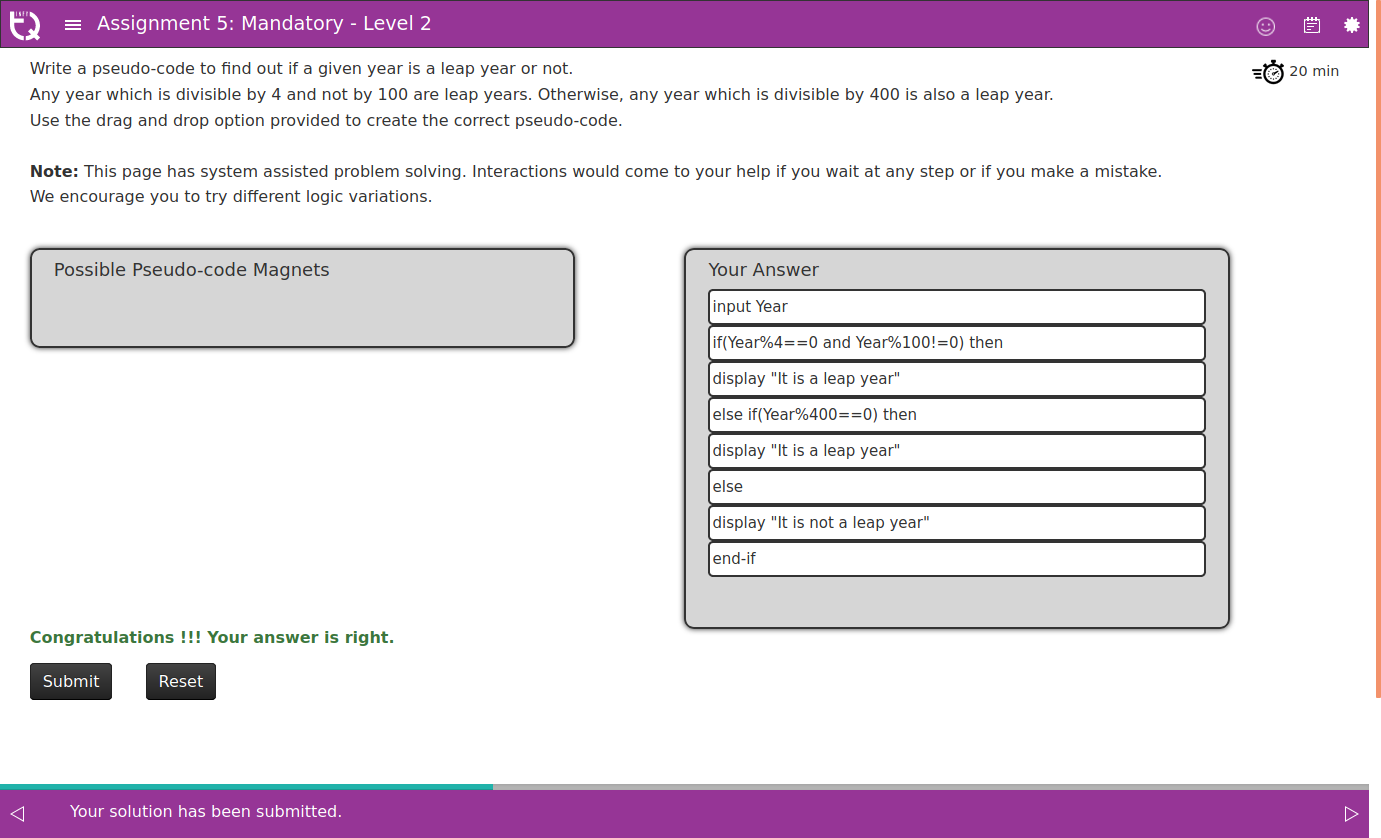 INFY
TQ
Assignment 5: Mandatory - Level 2
Write a pseudo-code to find out if a given year is a leap year or not.
20 min
Any year which is divisible by 4 and not by 100 are leap years. Otherwise, any year which is divisible by 400 is also a leap year.
Use the drag and drop option provided to create the correct pseudo-code.
Note: This page has system assisted problem solving. Interactions would come to your help if you wait at any step or if you make a mistake.
We encourage you to try different logic variations.
Possible Pseudo-code Magnets
Your Answer
input Year
if(Year%4==0 and Year%100!=0) then
display "It is a leap year"
else if(Year%400==0) then
display "It is a leap year"
else
display "It is not a leap year"
end-if
Congratulations !!! Your answer is right.
Submit
Reset
Your solution has been submitted.